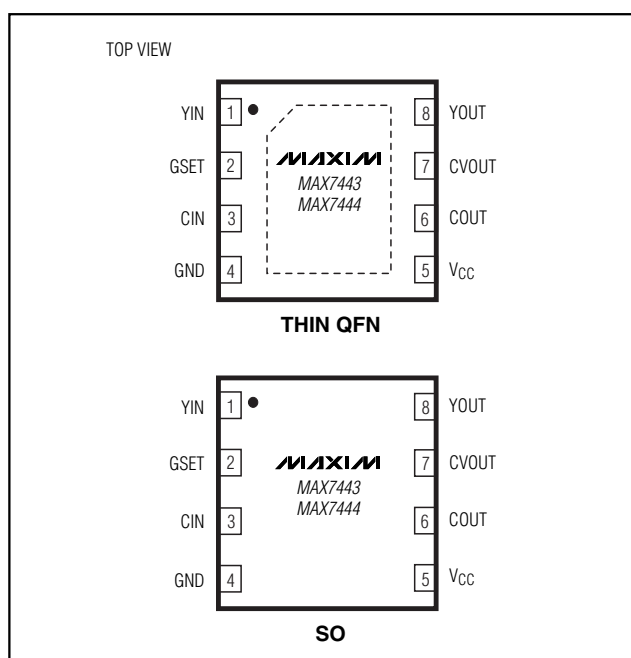 TOP VIEW
YIN 1 8 YOUT
GSET 2 MAXIM 7 CVOUT
MAX7443
CIN 3 MAX7444 6 COUT
GND 4 5 VCC
THIN QFN
YIN 1 8 YOUT
GSET 2 MAXIM 7 CVOUT
MAX7443
CIN 3 MAX7444 6 COUT
GND 4 5 VCC
SO